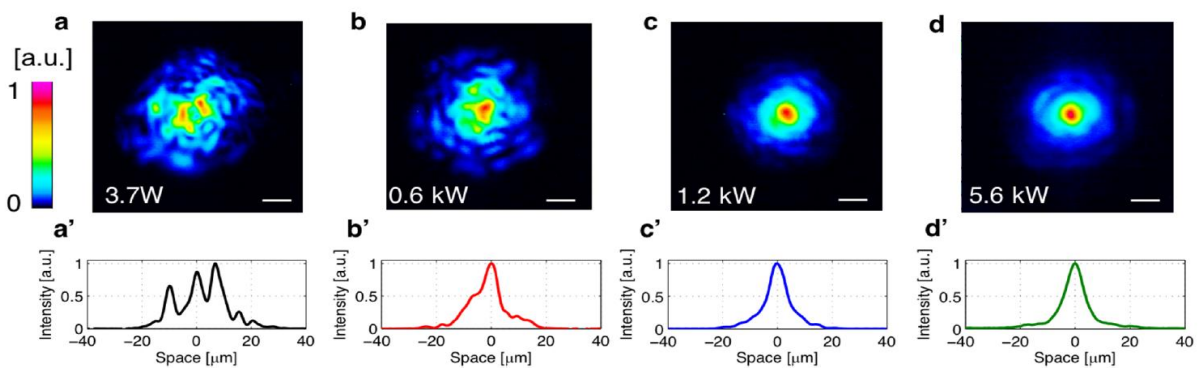 a
b
c
d
[a.u.]
1
0
3.7W
0.6 kW
1.2 kW
5.6 kW
a’
b’
c’
d’
Intensity [a.u.]
1
0.5
0
−40 −20 0 20 40
Space [μm]
Intensity [a.u.]
1
0.5
0
−40 −20 0 20 40
Space [μm]
Intensity [a.u.]
1
0.5
0
−40 −20 0 20 40
Space [μm]
Intensity [a.u.]
1
0.5
0
−40 −20 0 20 40
Space [μm]